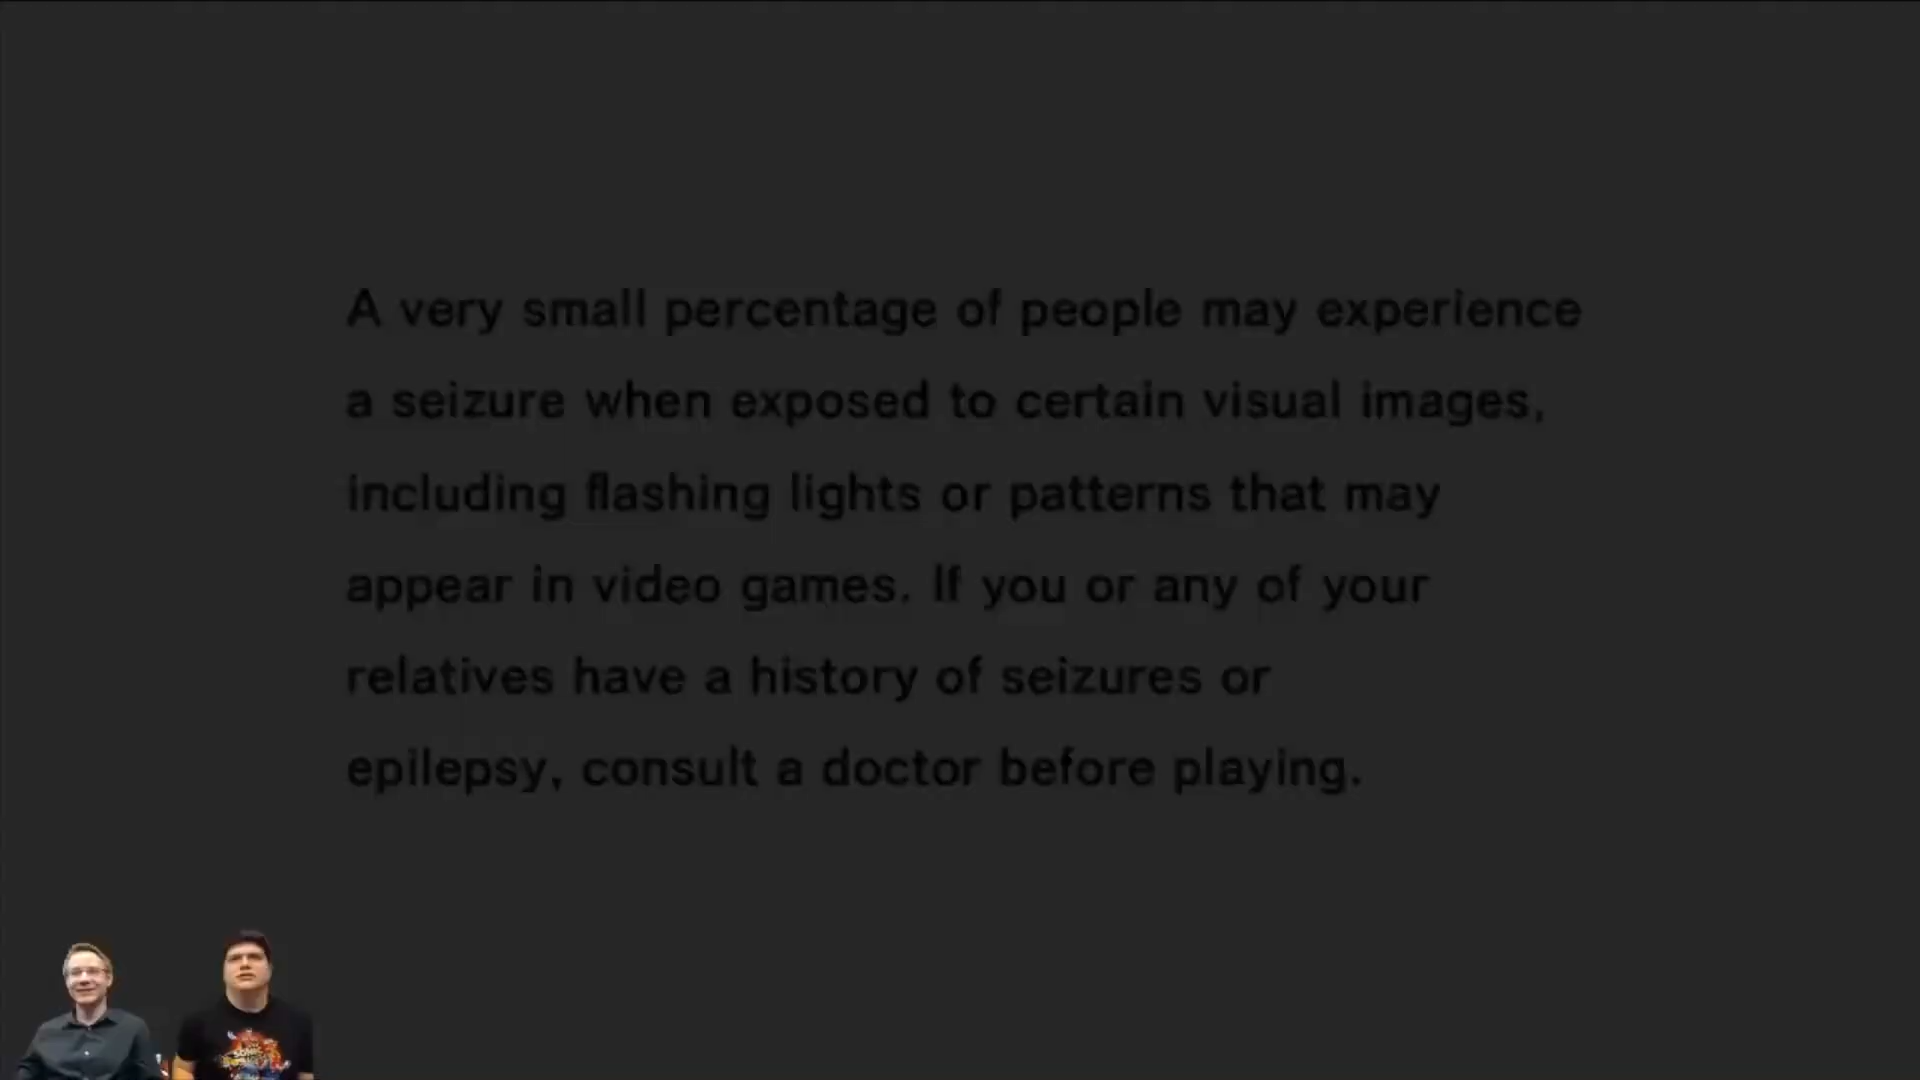 A very small percentage of people may experience
a seizure when exposed to certain visual images,
including flashing lights or patterns that may
appear in video games. If you or any of your
relatives have a history of seizures or
epilepsy, consult a doctor before playing.
SONIC